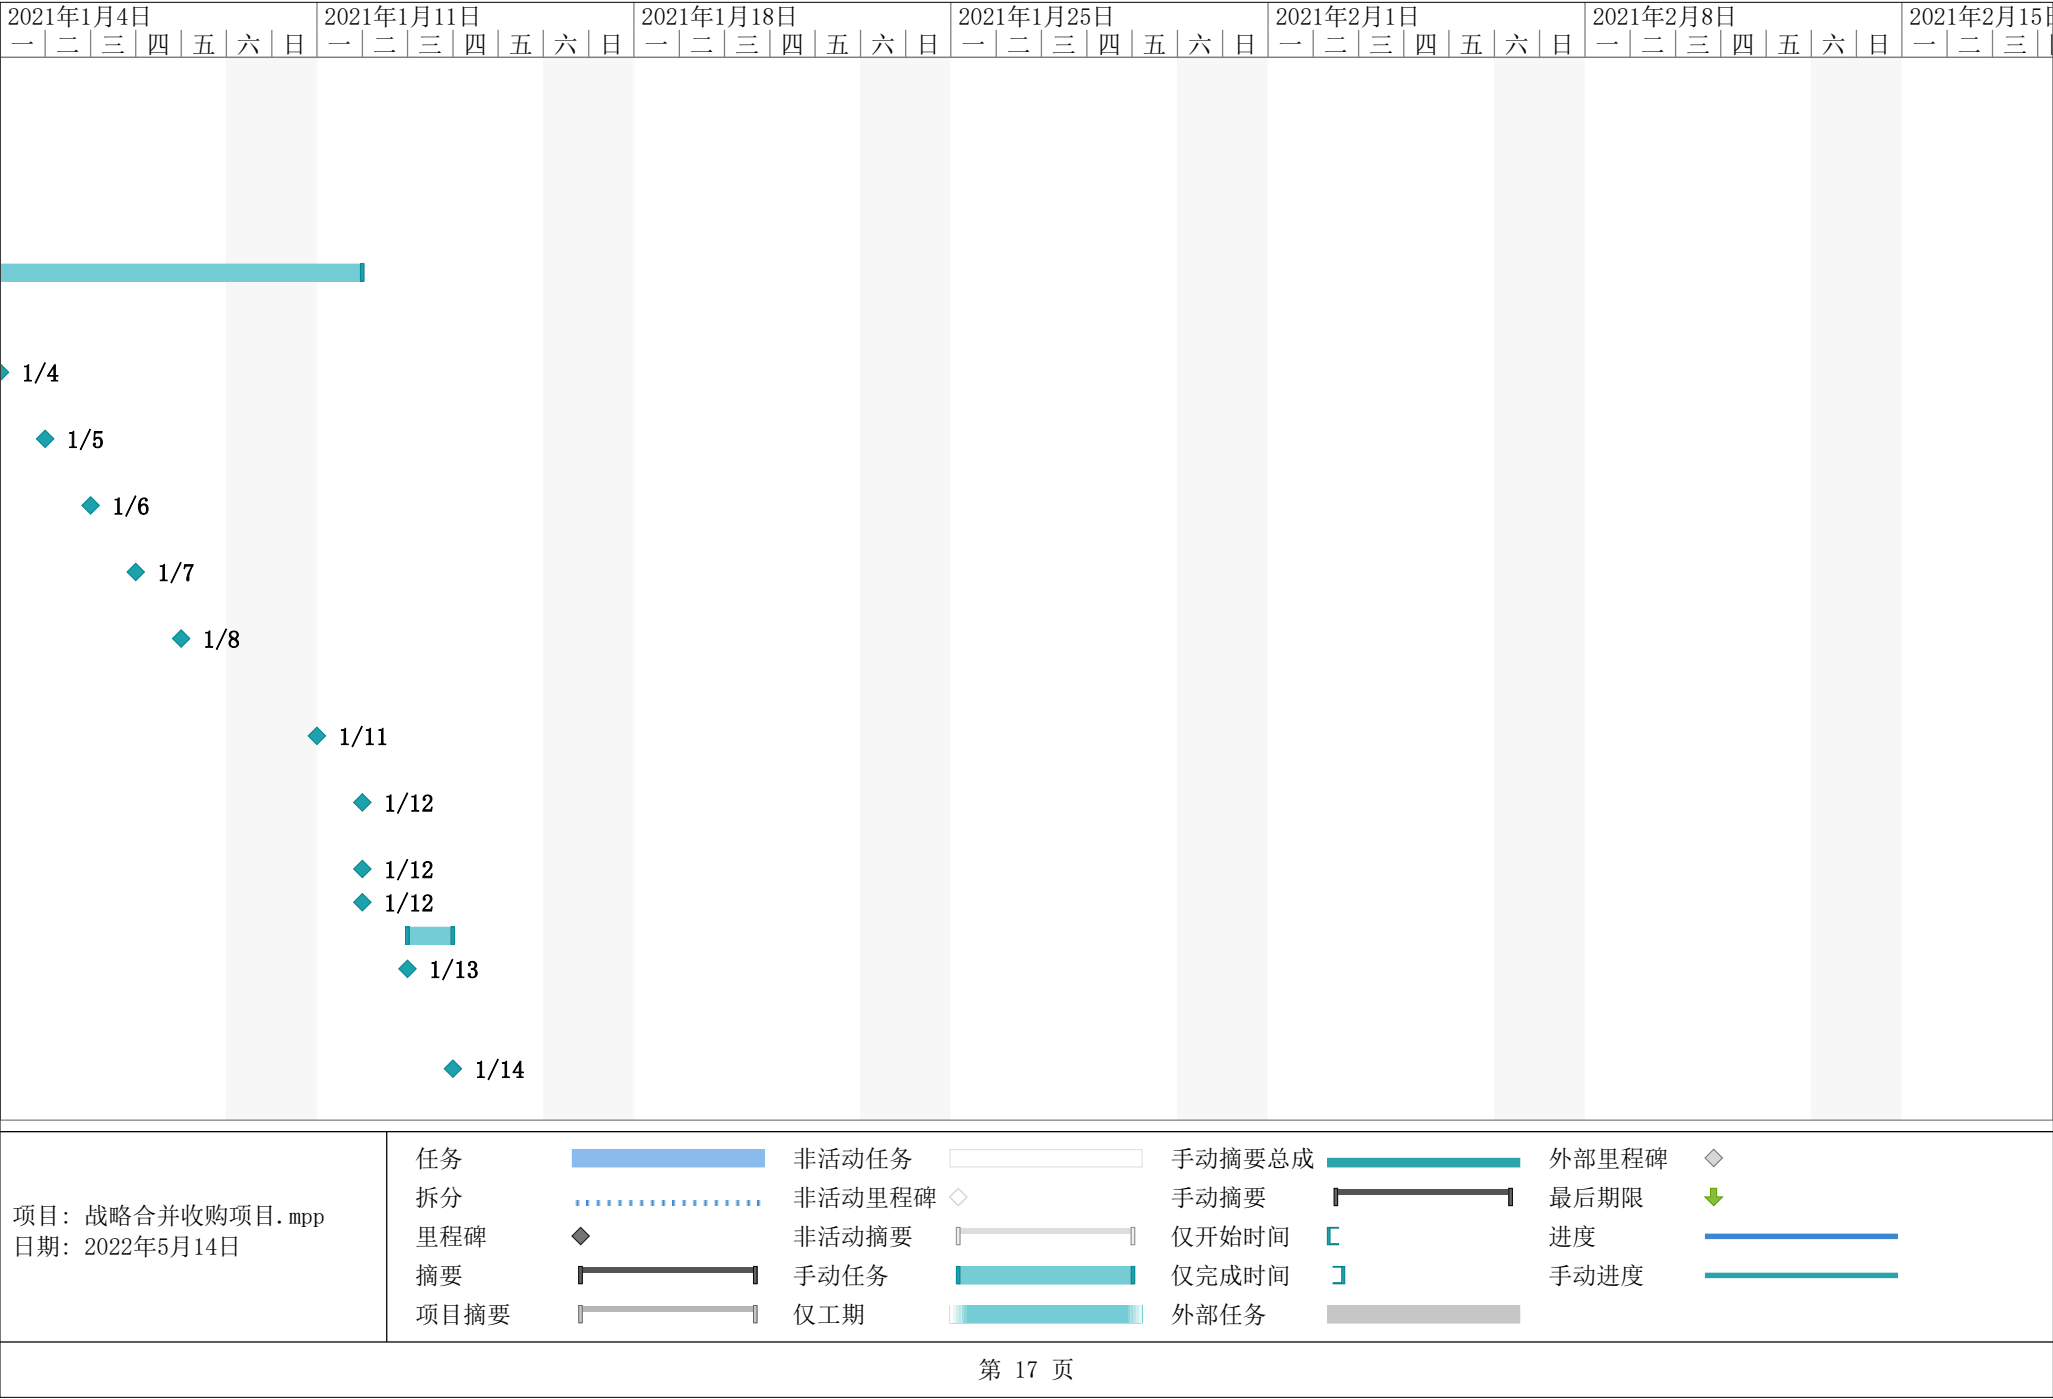 2021年1月4日 2021年1月11日 2021年1月18日 2021年1月25日 2021年2月1日 2021年2月8日 2021年2月15日
一 二 三 四 五 六 日 一 二 三 四 五 六 日 一 二 三 四 五 六 日 一 二 三 四 五 六 日 一 二 三 四 五 六 日 一 二 三 四 五 六 日 一 二 三
1/4
1/5
1/6
1/7
1/8
1/11
1/12
1/12
1/12
1/13
1/14
项目: 战略合并收购项目.mpp
日期: 2022年5月14日
任务 非活动任务 手动摘要总成 外部里程碑
拆分 非活动里程碑 手动摘要 最后期限
里程碑 非活动摘要 仅开始时间 进度
摘要 手动任务 仅完成时间 手动进度
项目摘要 仅工期 外部任务
第 17 页